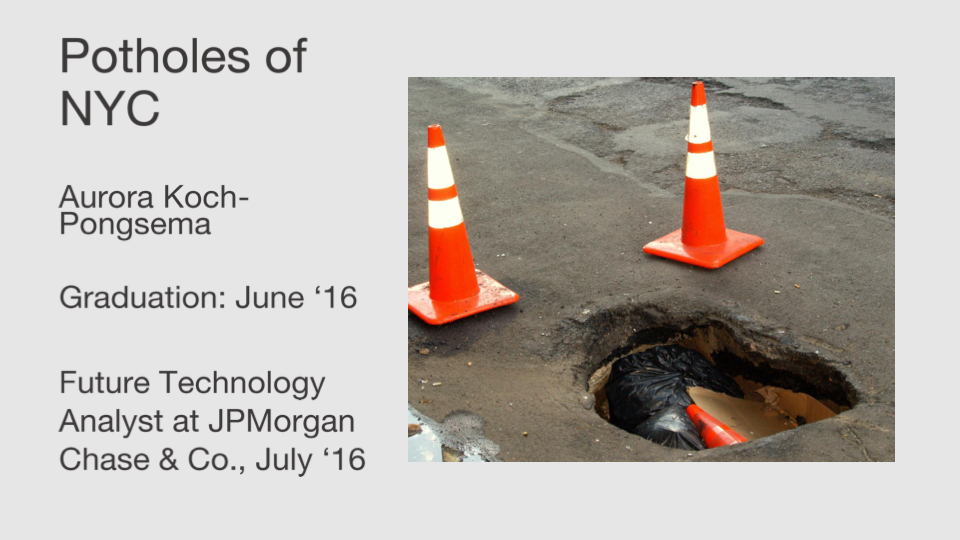 Potholes of
NYC
Aurora Koch-
Pongsema
Graduation: June ‘16
Future Technology
Analyst at JPMorgan
Chase & Co., July ‘16